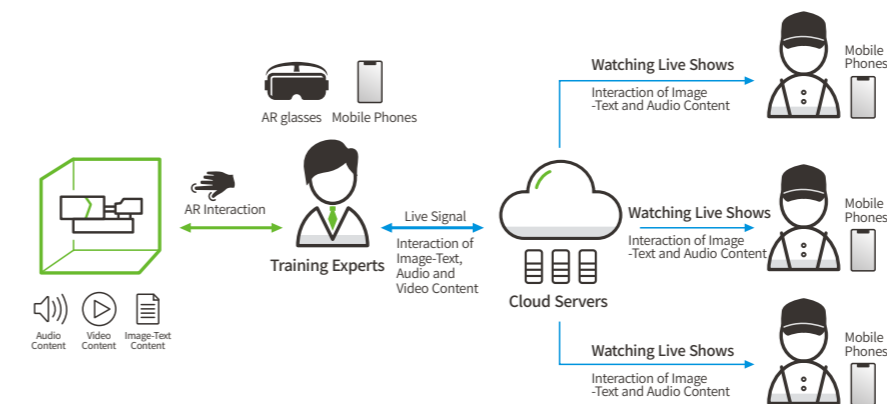 AR glasses
Mobile Phones
AR Interaction
Audio
Content
Video
Content
Image-Text
Content
Training Experts
Live Signal
Interaction of
Image-Text,
Audio and
Video Content
Cloud Servers
Watching Live Shows
Interaction of Image
-Text and Audio Content
Mobile
Phones
Watching Live Shows
Interaction of Image
-Text and Audio Content
Mobile
Phones
Watching Live Shows
Interaction of Image
-Text and Audio Content
Mobile
Phones